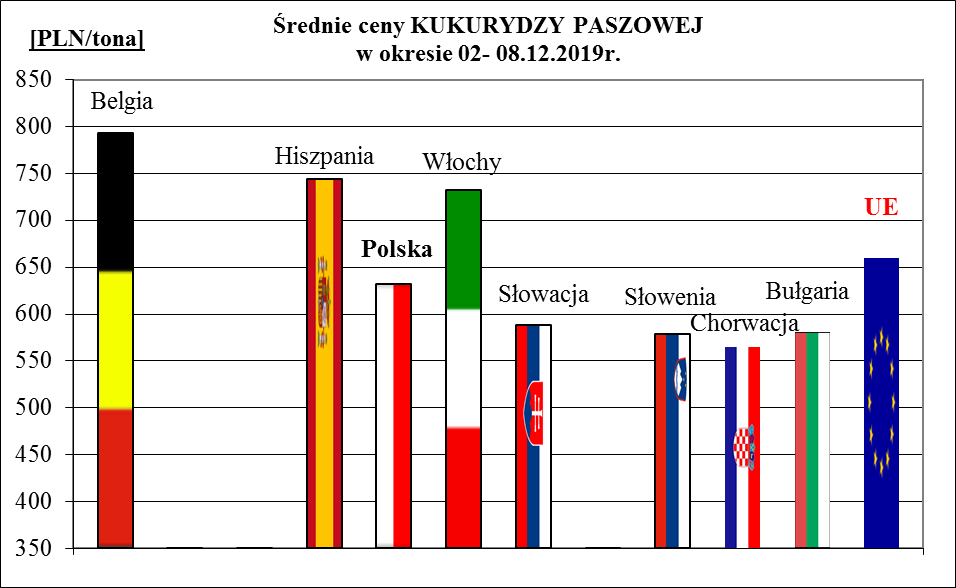 Średnie ceny KUKURYDZY PASZOWEJ
w okresie 02- 08.12.2019r.
[PLN/tona]
850
800
750
700
650
600
550
500
450
400
350
Belgia
Hiszpania
Polska
Włochy
Słowacja
Słowenia
Chorwacja
Bułgaria
UE